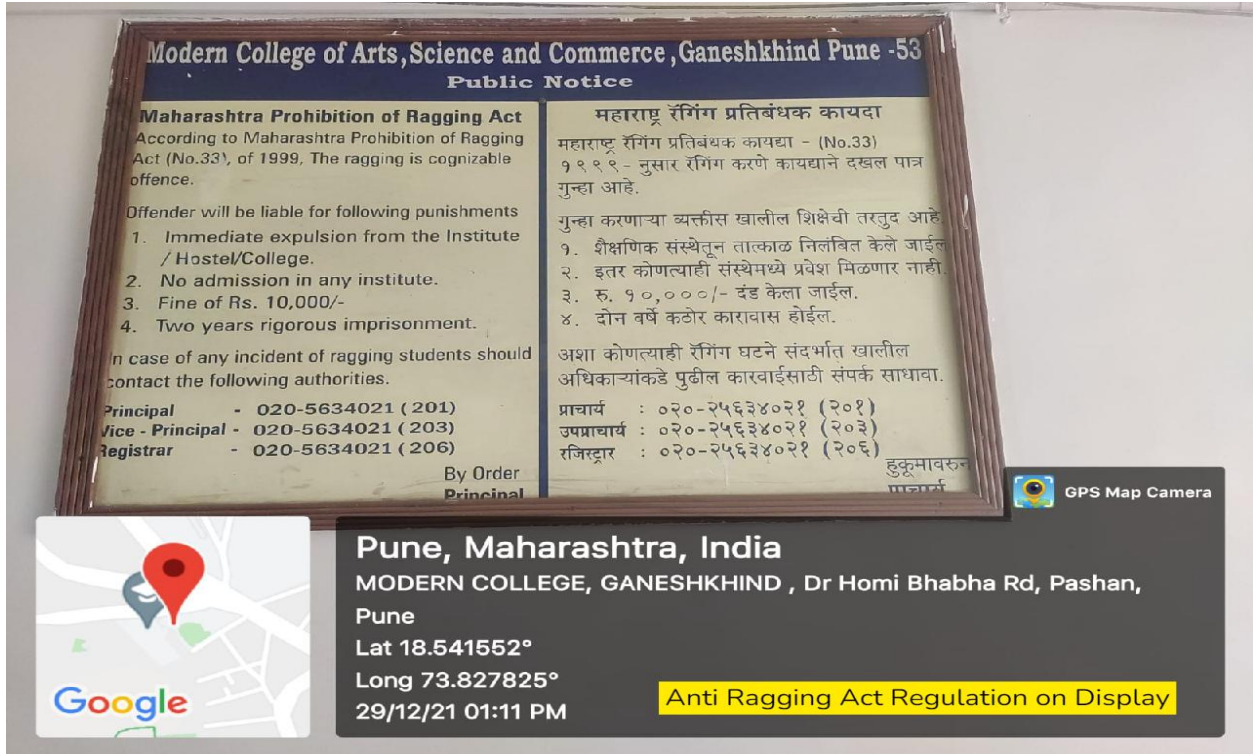 Modern College of Arts,Science and Commerce,Ganeshkhind Pune -53
Public Notice
Maharashtra Prohibition of Ragging Act
According to Maharashtra Prohibition of Ragging
Act (No.33), of 1999, The ragging is cognizable
offence.
Offender will be liable for following punishments
1. Immediate expulsion from the Institute
/ Hostel/College.
2. No admission in any institute.
3. Fine of Rs. 10,000/-
4. Two years rigorous imprisonment.
In case of any incident of ragging students should
contact the following authorities.
Principal - 020-5634021 (201)
Vice - Principal - 020-5634021 (203)
Registrar - 020-5634021 (206)
By Order
Principal
महाराष्ट्र रॅगिंग प्रतिबंधक कायदा
महाराष्ट्र रॅगिंग प्रतिबंधक कायद्या - (No.33)
१९९९- नुसार रॅगिंग करणे कायद्याने दखल पात्र
गुन्हा आहे.
गुन्हा करणाऱ्या व्यक्तीस खालील शिक्षेची तरतुद आहे
१. शैक्षणिक संस्थेतून तात्काळ निलंबित केले जाईल
२. इतर कोणत्याही संस्थेमध्ये प्रवेश मिळणार नाही.
३. रु. १०,०००/- दंड केला जाईल.
४. दोन वर्षे कठोर कारावास होईल.
अशा कोणत्याही रॅगिंग घटने संदर्भात खालील
अधिकाऱ्यांकडे पुढील कारवाईसाठी संपर्क साधावा.
प्राचार्य : ०२०-२५६३४०२१ (२०१)
उपप्राचार्य : ०२०-२५६३४०२१ (२०३)
रजिस्ट्रार : ०२०-२५६३४०२१ (२०६)
हुकूमावरुन
प्राचार्य
GPS Map Camera
Pune, Maharashtra, India
MODERN COLLEGE, GANESHKHIND , Dr Homi Bhabha Rd, Pashan,
Pune
Lat 18.541552°
Long 73.827825°
29/12/21 01:11 PM
Google
Anti Ragging Act Regulation on Display